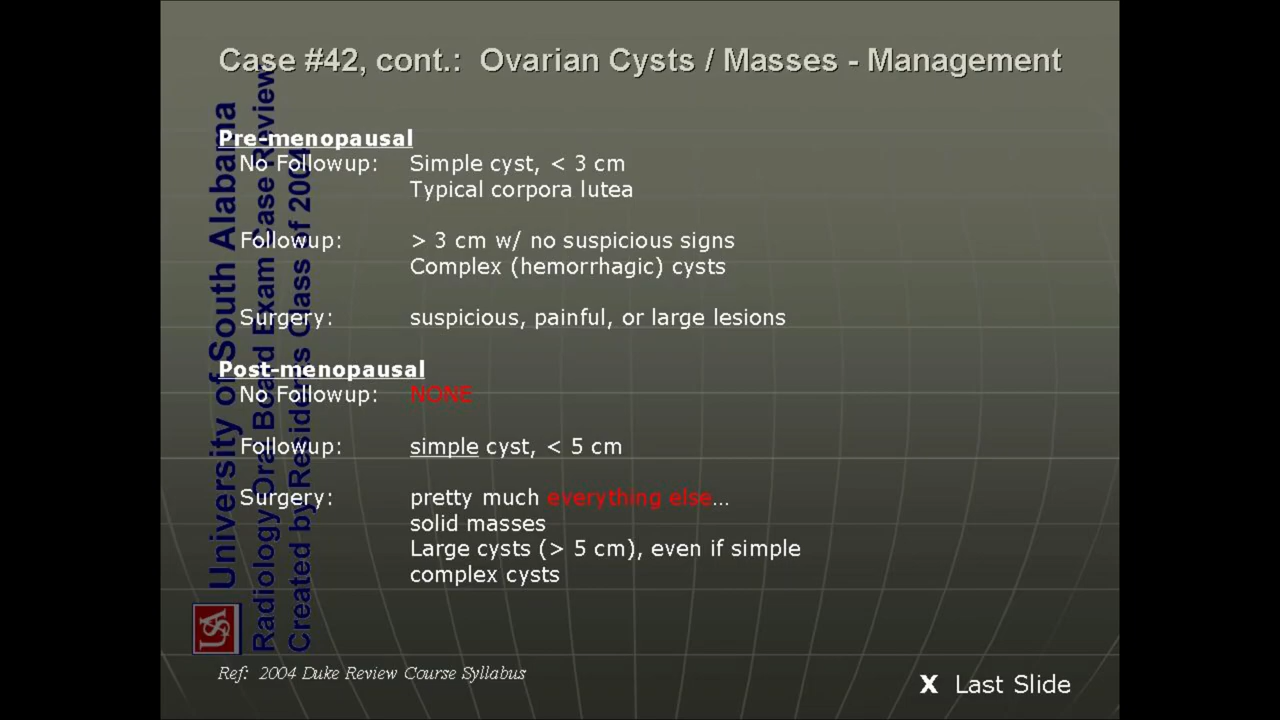 Case #42, cont.: Ovarian Cysts / Masses - Management
Pre-menopausal
No Followup: Simple cyst, < 3 cm
Typical corpora lutea
Followup: > 3 cm w/ no suspicious signs
Complex (hemorrhagic) cysts
Surgery: suspicious, painful, or large lesions
Post-menopausal
No Followup: NONE
Followup: simple cyst, < 5 cm
Surgery: pretty much everything else...
solid masses
Large cysts (> 5 cm), even if simple
complex cysts
Ref: 2004 Duke Review Course Syllabus
X Last Slide
University of South Alabama
Radiology Oral Board Exam Case Review
Created by Residents Class of 2004
USA